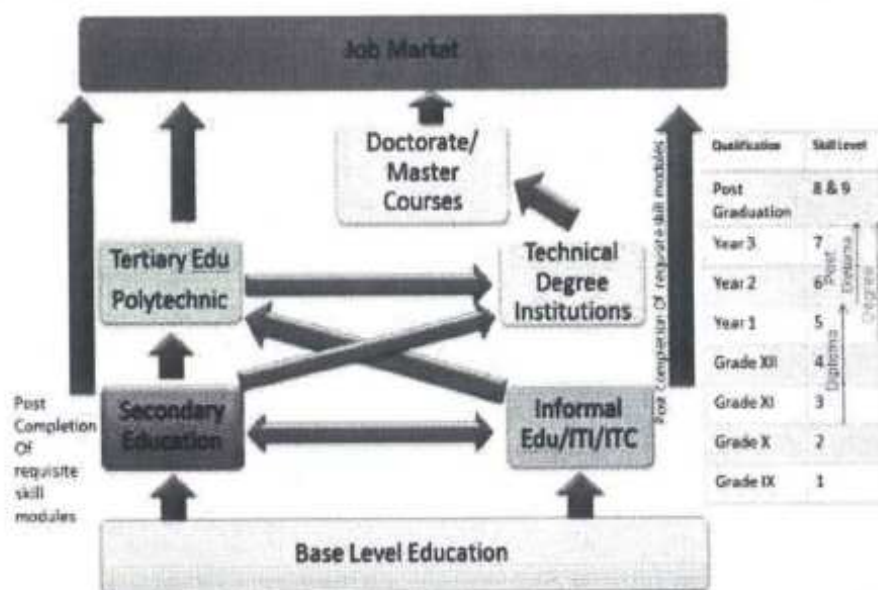 Job Market
Doctorate/
Master
Courses
Tertiary Edu
Polytechnic
Technical
Degree
Institutions
Secondary
Education
Informal
Edu/ITI/ITC
Base Level Education
Post
Completion
Of
requisite
skill
modules
Post Completion Of require skill modules
Qualification Skill Level
Post
Graduation 8 & 9
Year 3 7
Year 2 6
Year 1 5
Grade XII 4
Grade XI 3
Grade X 2
Grade IX 1
Diploma
Post
Diploma
Degree